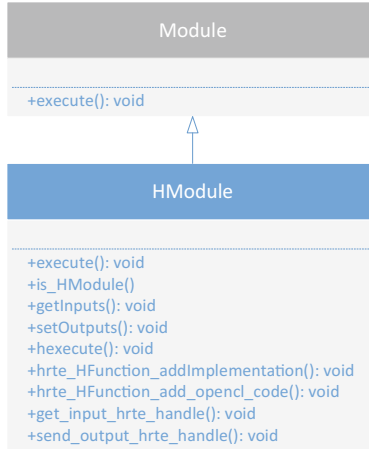 Module
+execute(): void
HModule
+execute(): void
+is_HModule()
+getInputs(): void
+setOutputs(): void
+hexecute(): void
+hrte_HFunction_addImplementation(): void
+hrte_HFunction_add_opencl_code(): void
+get_input_hrte_handle(): void
+send_output_hrte_handle(): void